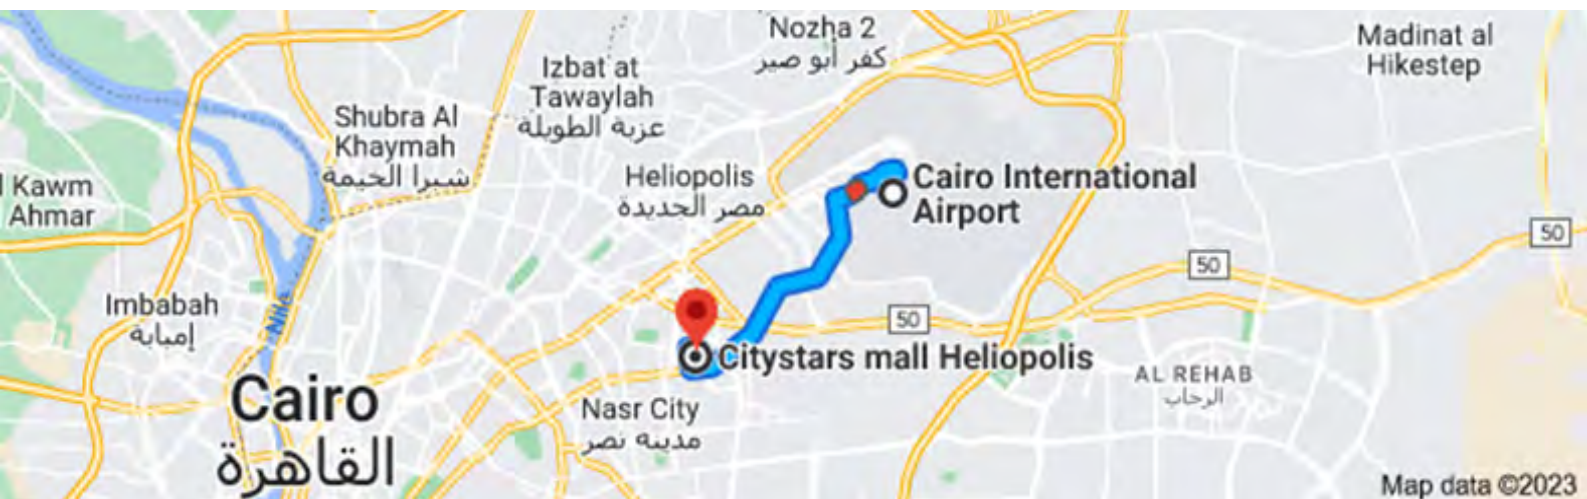 Nozha 2
كفر أبو صير
Madinat al
Hikestep
Izbat at
Tawaylah
عزبة الطويلة
Shubra Al
Khaymah
شبرا الخيمة
Heliopolis
مصر الجديدة
Cairo International
Airport
l Kawm
Ahmar
50
50
Imbabah
إمبابة
Nile
50
Citystars mall Heliopolis
AL REHAB
الرحاب
Cairo
القاهرة
Nasr City
مدينة نصر
Map data ©2023